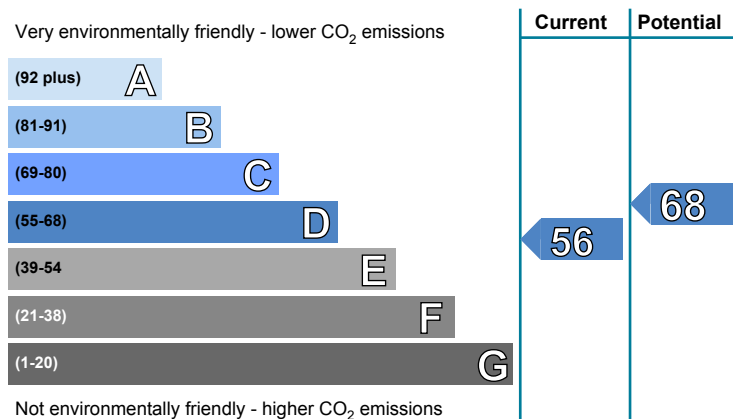 Current Potential
Very environmentally friendly - lower CO2 emissions
(92 plus) A
(81-91) B
(69-80) C
(55-68) D
68
56
(39-54 E
(21-38) F
(1-20) G
Not environmentally friendly - higher CO2 emissions